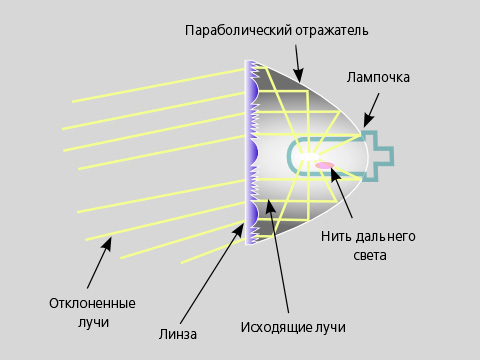 Параболический отражатель
Лампочка
Нить дальнего
света
Отклоненные
лучи
Линза
Исходящие лучи